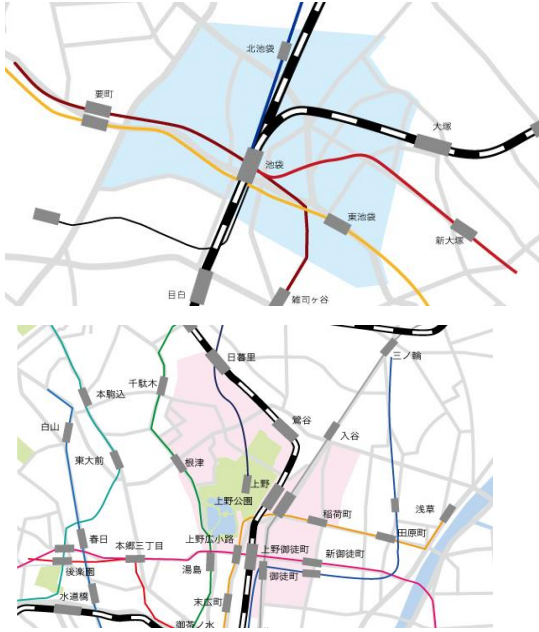 北池袋
要町
大塚
池袋
東池袋
新大塚
目白
雑司ヶ谷
日暮里
三ノ輪
千駄木
本駒込
鶯谷
白山
入谷
東大前
根津
上野
上野公園
稲荷町
浅草
田原町
春日
本郷三丁目
上野広小路
上野御徒町
新御徒町
後楽園
湯島
御徒町
水道橋
末広町
御茶ノ水